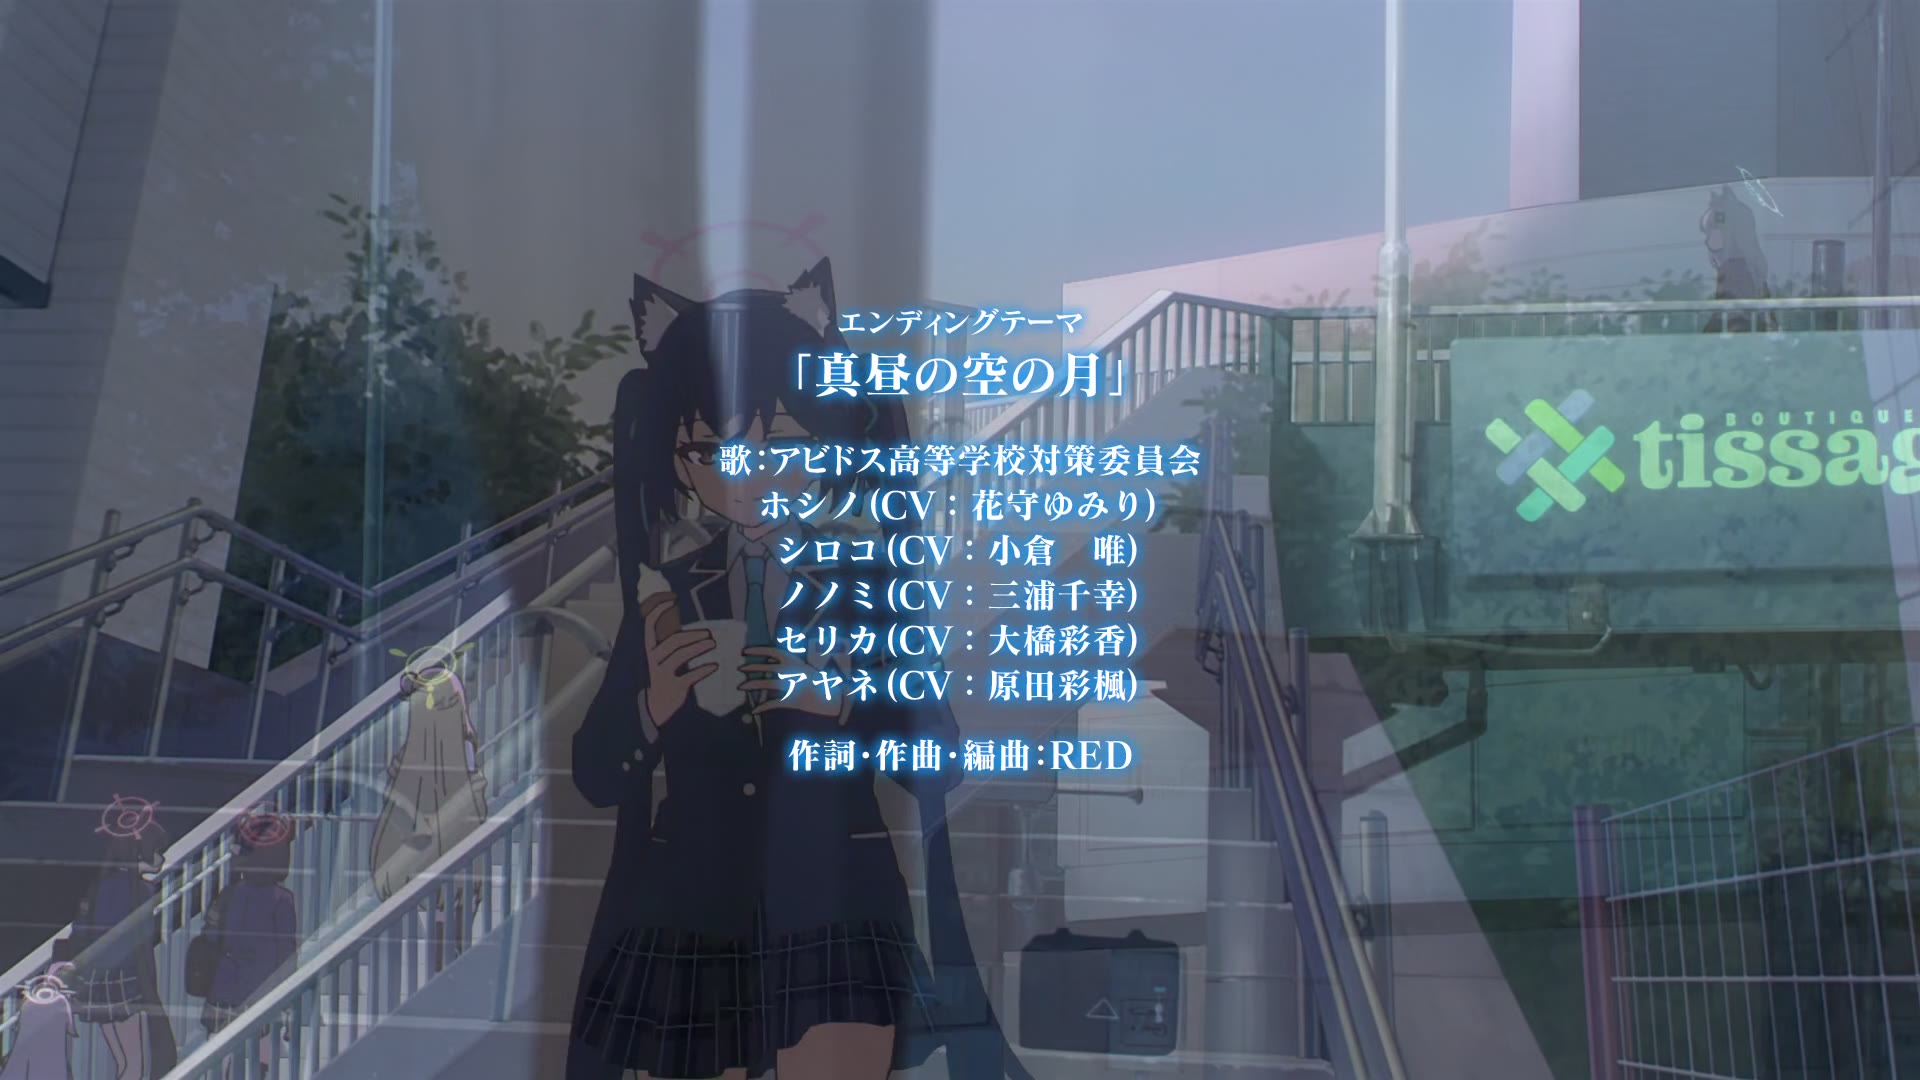 エンディングテーマ
「真昼の空の月」
歌：アビドス高等学校対策委員会
ホシノ(CV：花守ゆみり)
シロコ(CV：小倉　唯)
ノノミ(CV：三浦千幸)
セリカ(CV：大橋彩香)
アヤネ(CV：原田彩楓)
作詞・作曲・編曲：RED
BOUTIQUE
tissag